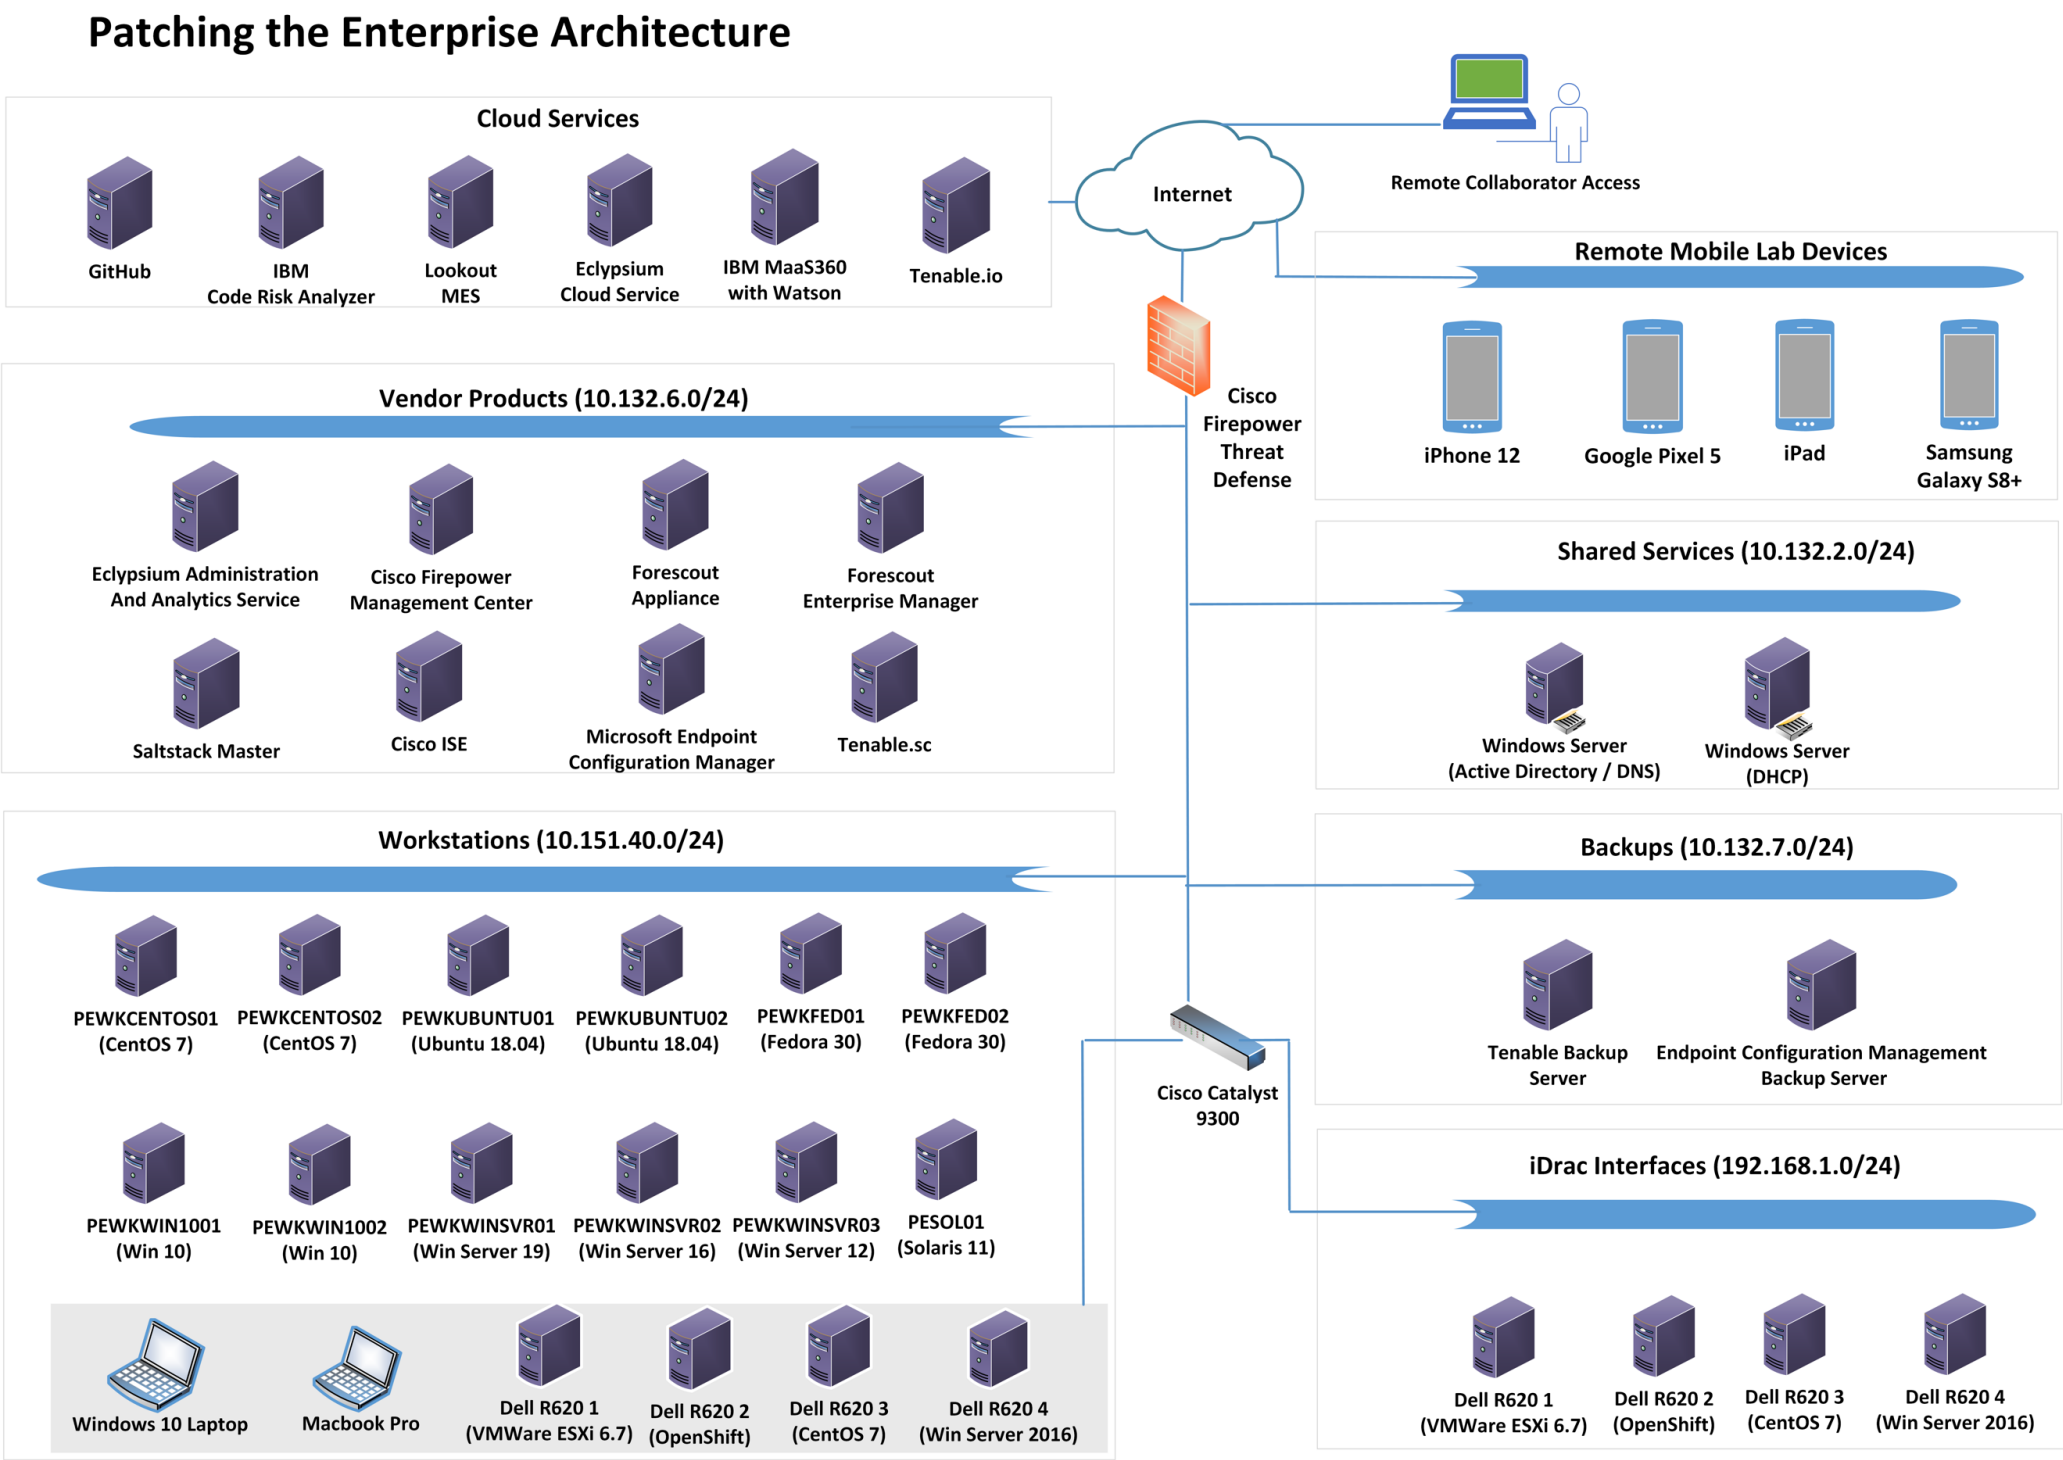 Patching the Enterprise Architecture
Cloud Services
GitHub
IBM
Code Risk Analyzer
Lookout
MES
Eclypsium
Cloud Service
IBM MaaS360
with Watson
Tenable.io
Internet
Remote Collaborator Access
Remote Mobile Lab Devices
iPhone 12
Google Pixel 5
iPad
Samsung
Galaxy S8+
Cisco
Firepower
Threat
Defense
Vendor Products (10.132.6.0/24)
Eclypsium Administration
And Analytics Service
Cisco Firepower
Management Center
Forescout
Appliance
Forescout
Enterprise Manager
Saltstack Master
Cisco ISE
Microsoft Endpoint
Configuration Manager
Tenable.sc
Shared Services (10.132.2.0/24)
Windows Server
(Active Directory / DNS)
Windows Server
(DHCP)
Workstations (10.151.40.0/24)
PEWKCENTOS01
(CentOS 7)
PEWKCENTOS02
(CentOS 7)
PEWKUBUNTU01
(Ubuntu 18.04)
PEWKUBUNTU02
(Ubuntu 18.04)
PEWKFED01
(Fedora 30)
PEWKFED02
(Fedora 30)
PEWKWIN1001
(Win 10)
PEWKWIN1002
(Win 10)
PEWKWINSVR01
(Win Server 19)
PEWKWINSVR02
(Win Server 16)
PEWKWINSVR03
(Win Server 12)
PESOL01
(Solaris 11)
Windows 10 Laptop
Macbook Pro
Dell R620 1
(VMWare ESXi 6.7)
Dell R620 2
(OpenShift)
Dell R620 3
(CentOS 7)
Dell R620 4
(Win Server 2016)
Backups (10.132.7.0/24)
Tenable Backup
Server
Endpoint Configuration Management
Backup Server
Cisco Catalyst
9300
iDrac Interfaces (192.168.1.0/24)
Dell R620 1
(VMWare ESXi 6.7)
Dell R620 2
(OpenShift)
Dell R620 3
(CentOS 7)
Dell R620 4
(Win Server 2016)